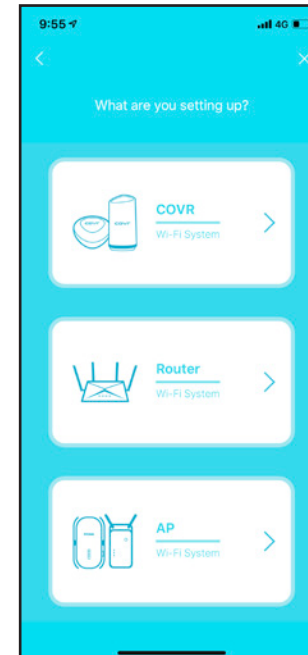 9:55 4G
What are you setting up?
COVR
Wi-Fi System
Router
Wi-Fi System
AP
Wi-Fi System